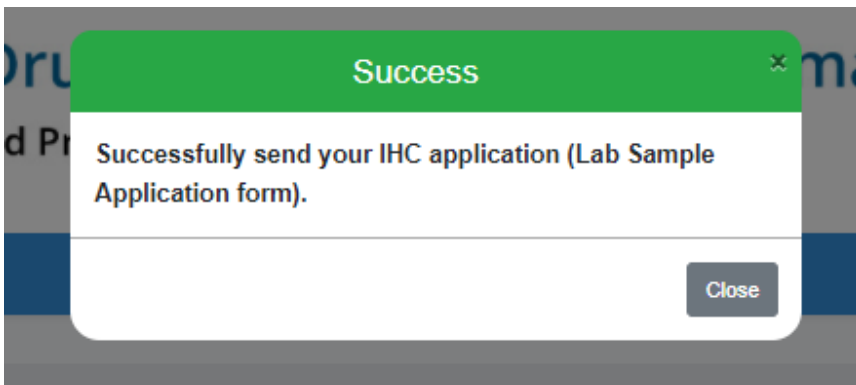 Success
×
Successfully send your IHC application (Lab Sample
Application form).
Close